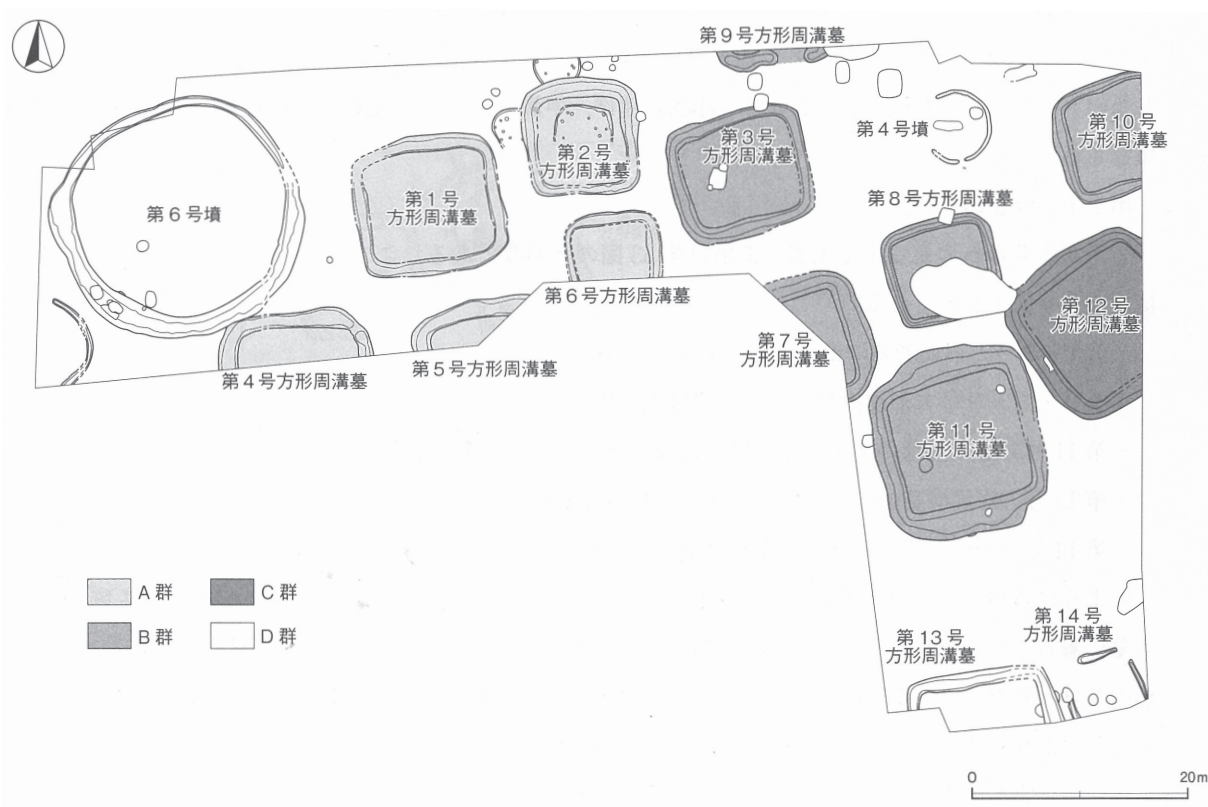 第9号方形周溝墓
第10号
方形周溝墓
第4号墳
第3号
方形周溝墓
第2号
方形周溝墓
第8号方形周溝墓
第1号
方形周溝墓
第6号墳
第6号方形周溝墓
第12号
方形周溝墓
第7号
方形周溝墓
第5号方形周溝墓
第4号方形周溝墓
第11号
方形周溝墓
A群
C群
B群
D群
第14号
方形周溝墓
第13号
方形周溝墓
0
20m